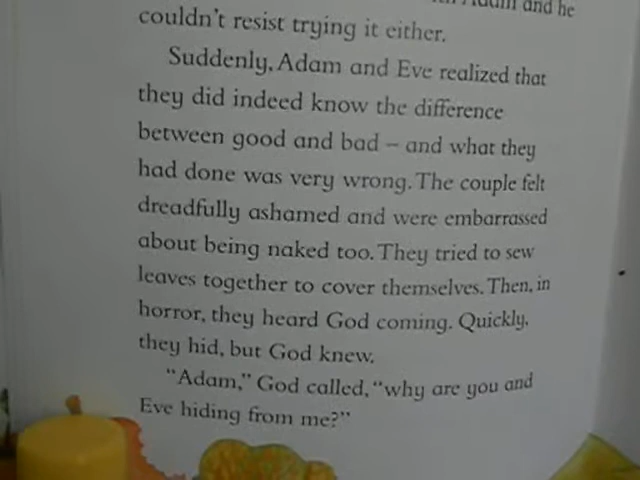 Adam and he
couldn't resist trying it either.
Suddenly, Adam and Eve realized that
they did indeed know the difference
between good and bad – and what they
had done was very wrong. The couple felt
dreadfully ashamed and were embarrassed
about being naked too. They tried to sew
leaves together to cover themselves. Then, in
horror, they heard God coming. Quickly,
they hid, but God knew.
"Adam," God called, "why are you and
Eve hiding from me?"